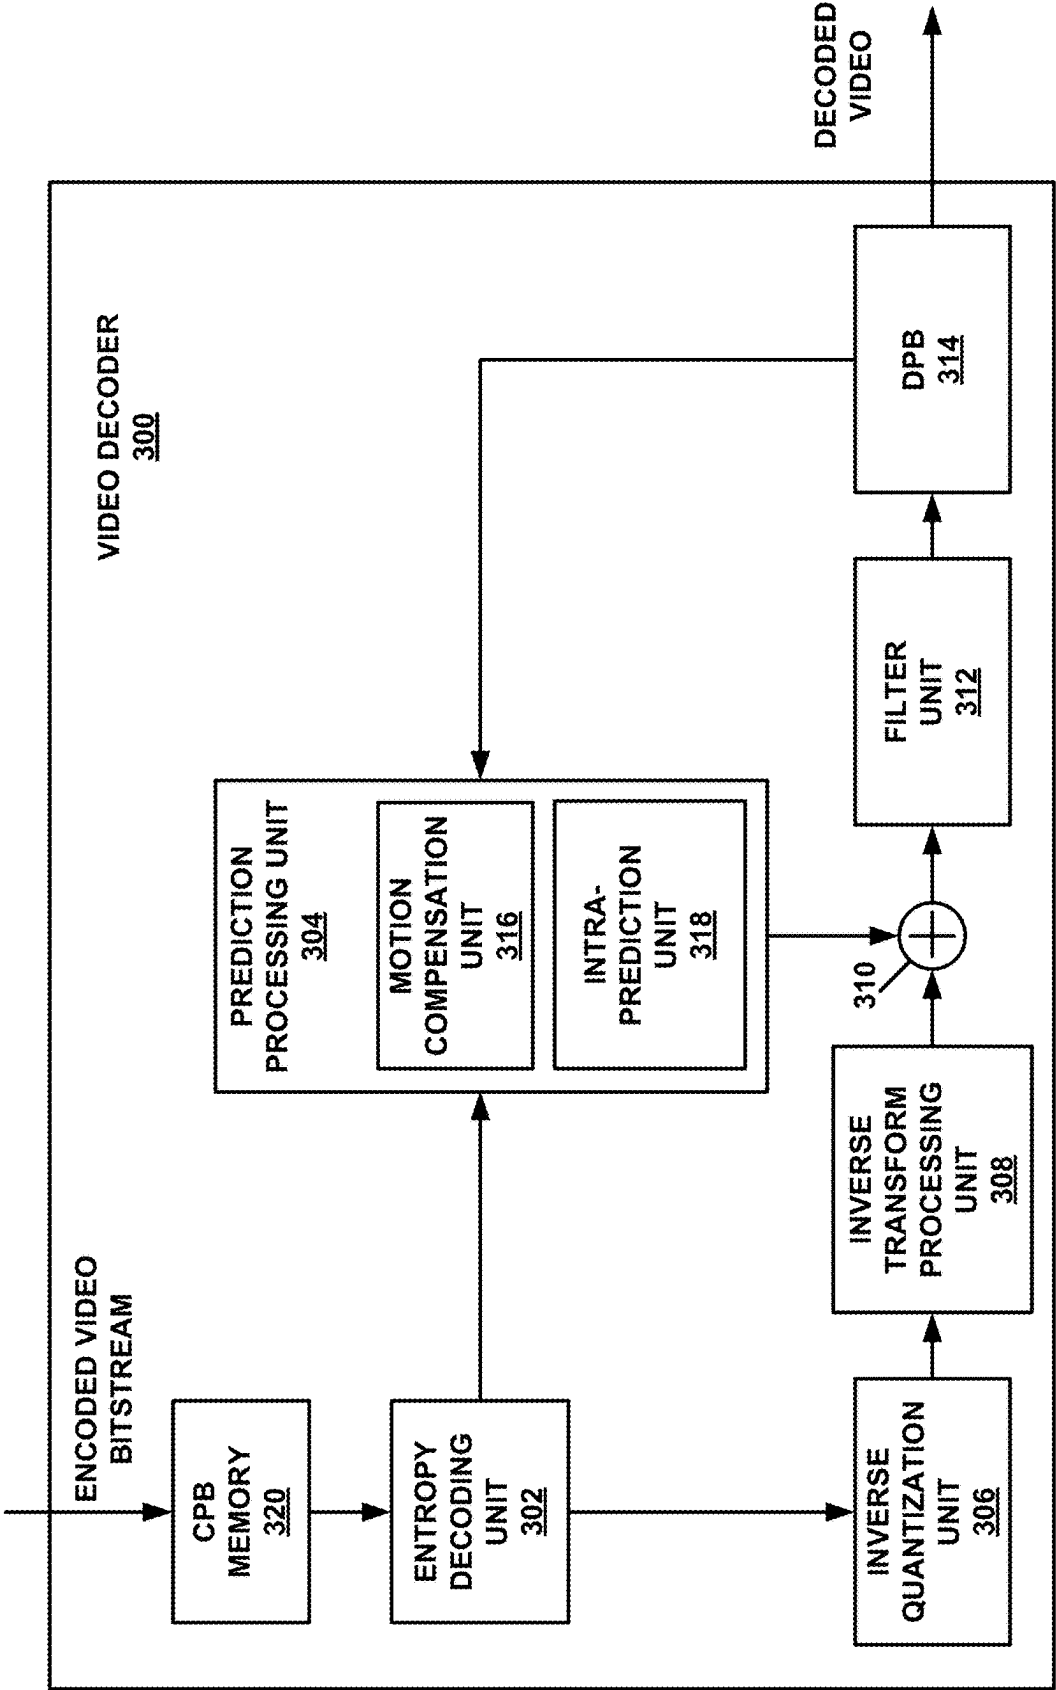 ENCODED VIDEO
BITSTREAM
VIDEO DECODER
300
CPB
MEMORY
320
ENTROPY
DECODING
UNIT
302
PREDICTION
PROCESSING UNIT
304
MOTION
COMPENSATION
UNIT
316
INTRA-
PREDICTION
UNIT
318
INVERSE
QUANTIZATION
UNIT
306
INVERSE
TRANSFORM
PROCESSING
UNIT
308
310
FILTER
UNIT
312
DPB
314
DECODED
VIDEO